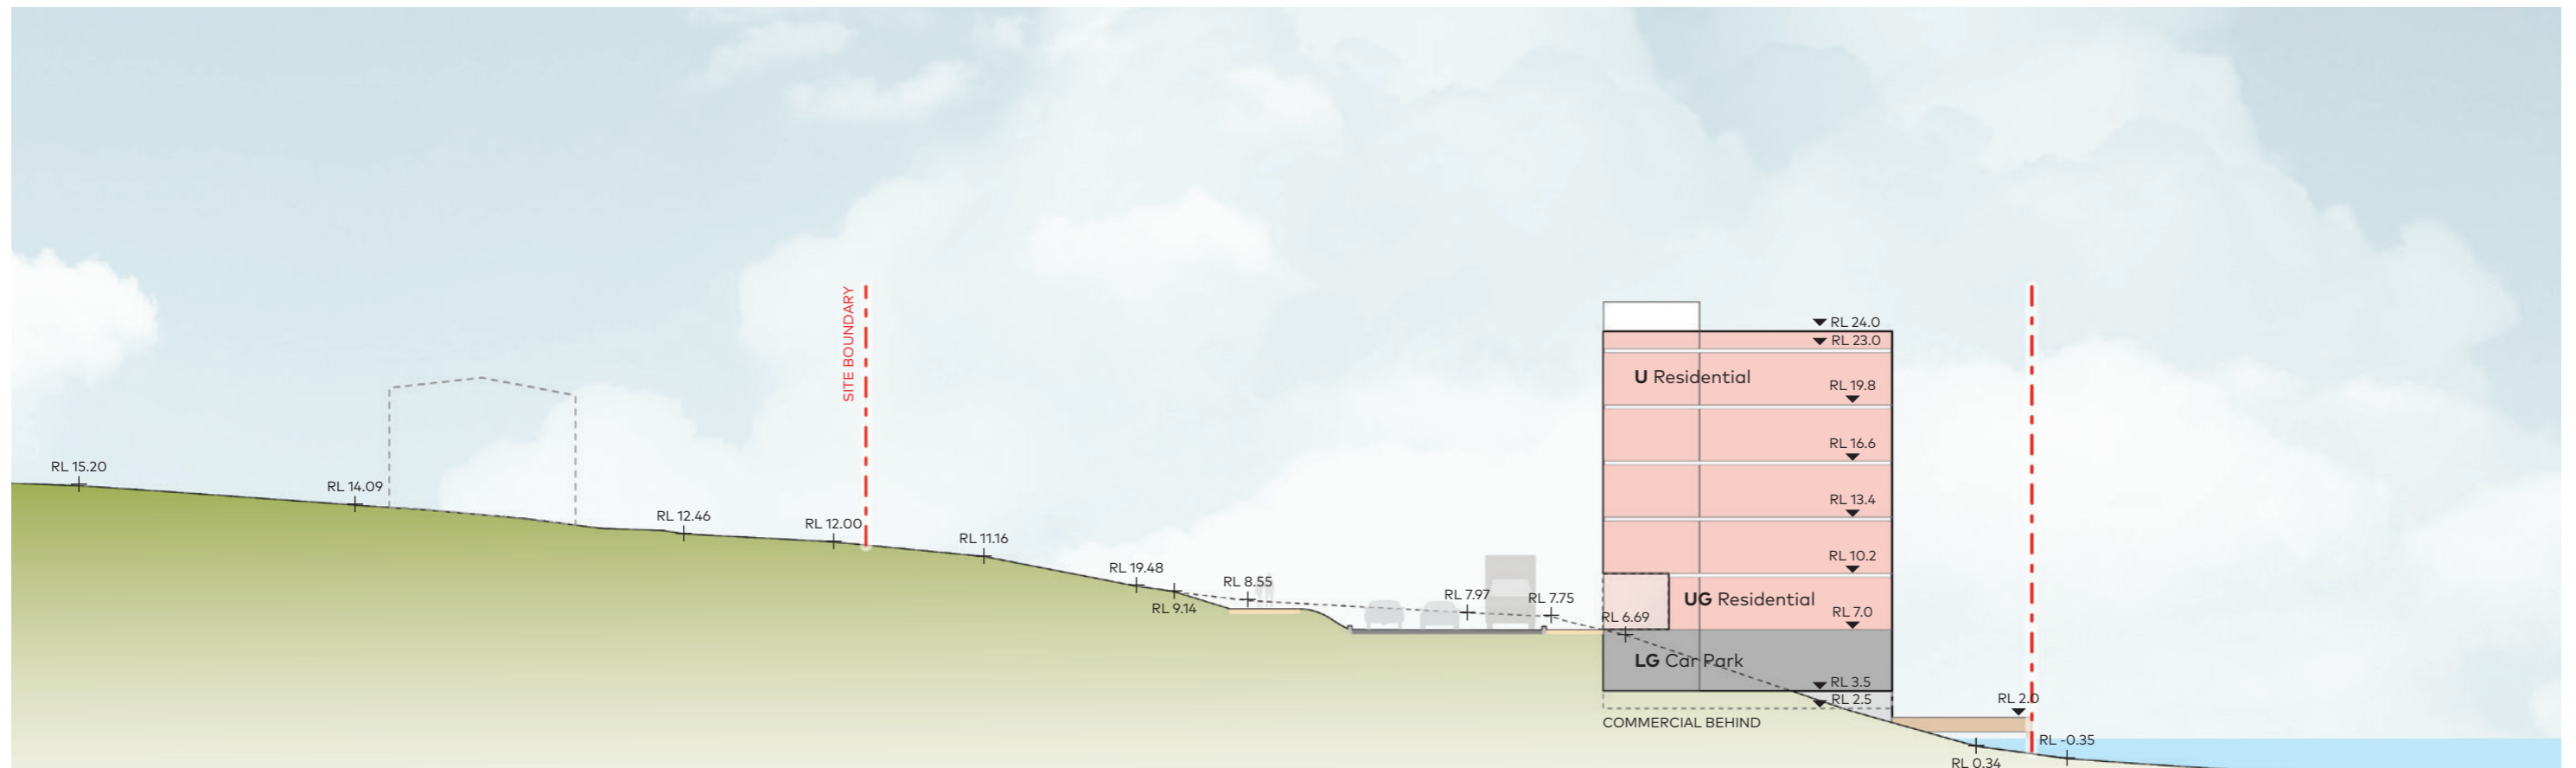 SITE BOUNDARY
RL 15.20
RL 14.09
RL 12.46
RL 12.00
RL 11.16
RL 19.48
RL 9.14
RL 8.55
RL 7.97
RL 7.75
RL 6.69
RL 24.0
RL 23.0
U Residential
RL 19.8
RL 16.6
RL 13.4
RL 10.2
UG Residential
RL 7.0
LG Car Park
RL 3.5
RL 2.5
COMMERCIAL BEHIND
RL 2.0
RL -0.35
RL 0.34